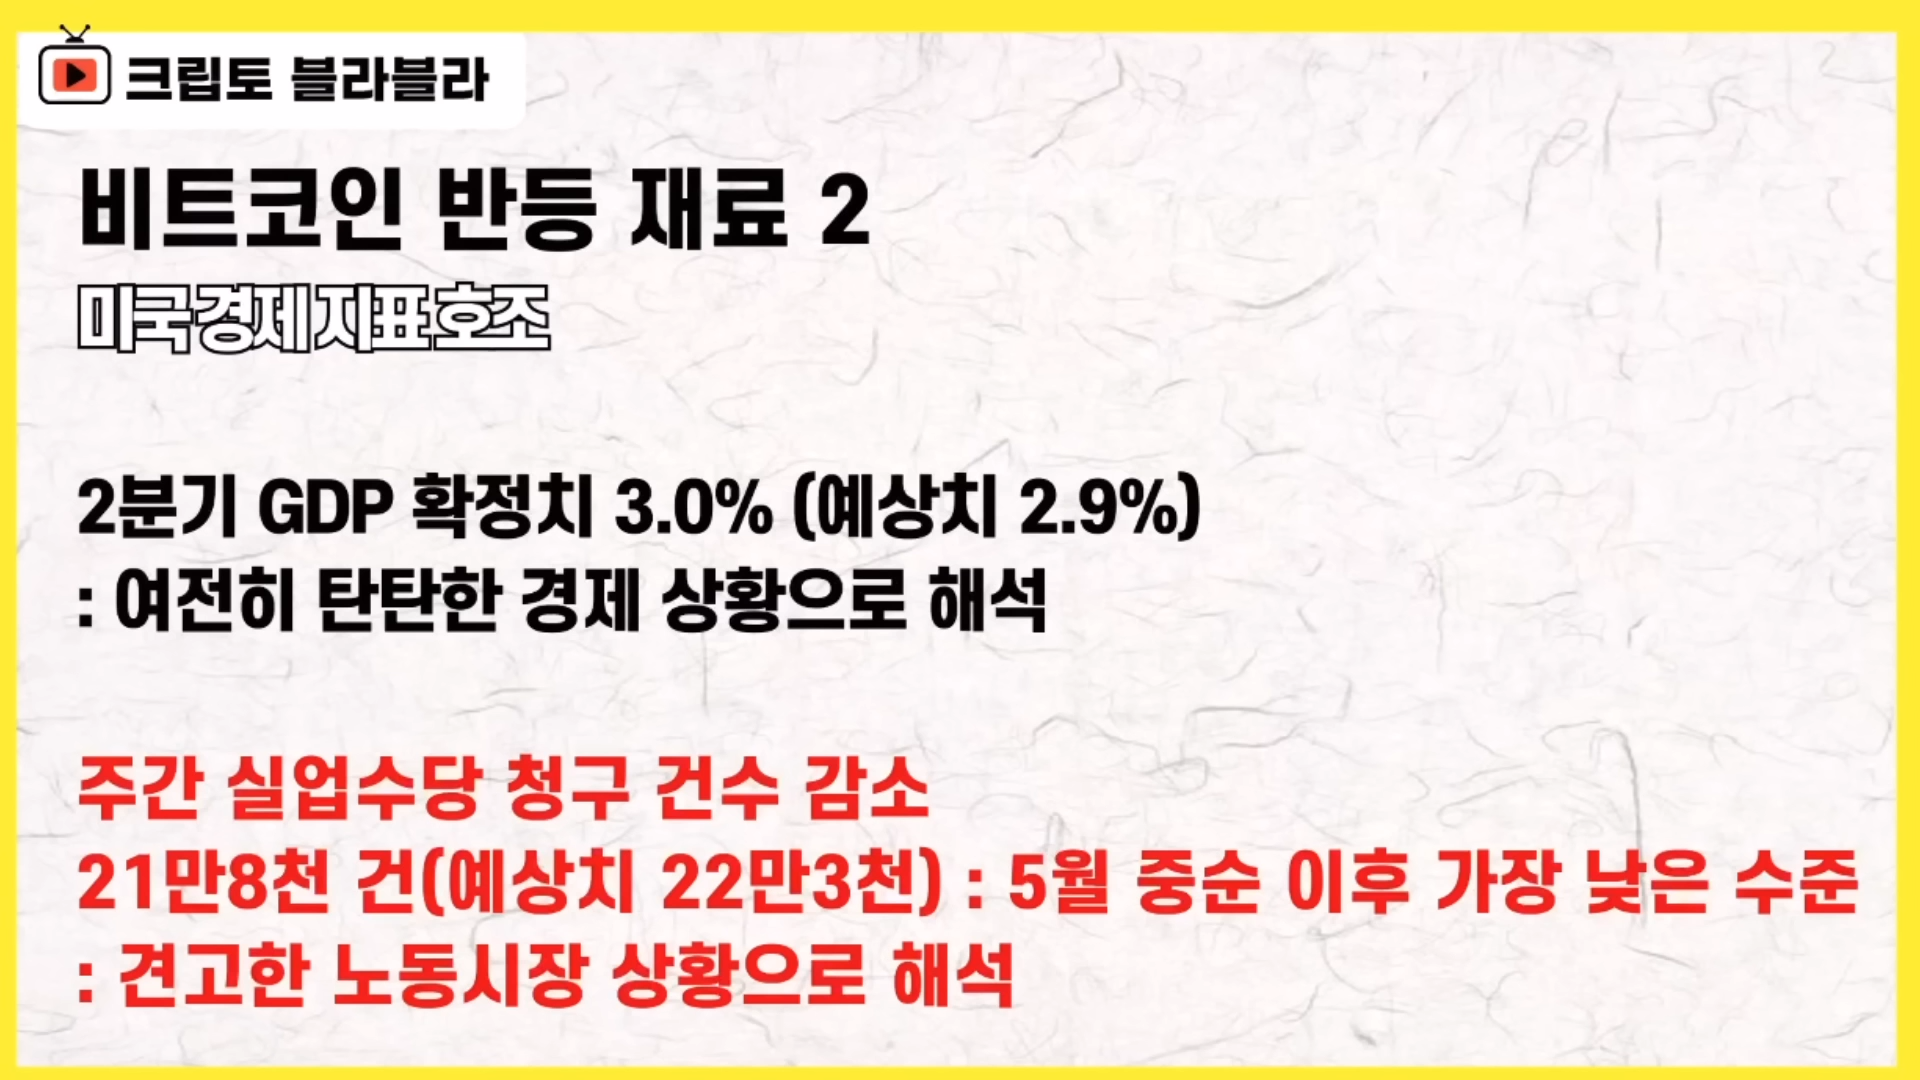 크립토 블라블라
비트코인 반등 재료 2
미국 경제 지표 호조
2분기 GDP 확정치 3.0% (예상치 2.9%)
: 여전히 탄탄한 경제 상황으로 해석
주간 실업수당 청구 건수 감소
21만8천 건(예상치 22만3천) : 5월 중순 이후 가장 낮은 수준
: 견고한 노동시장 상황으로 해석